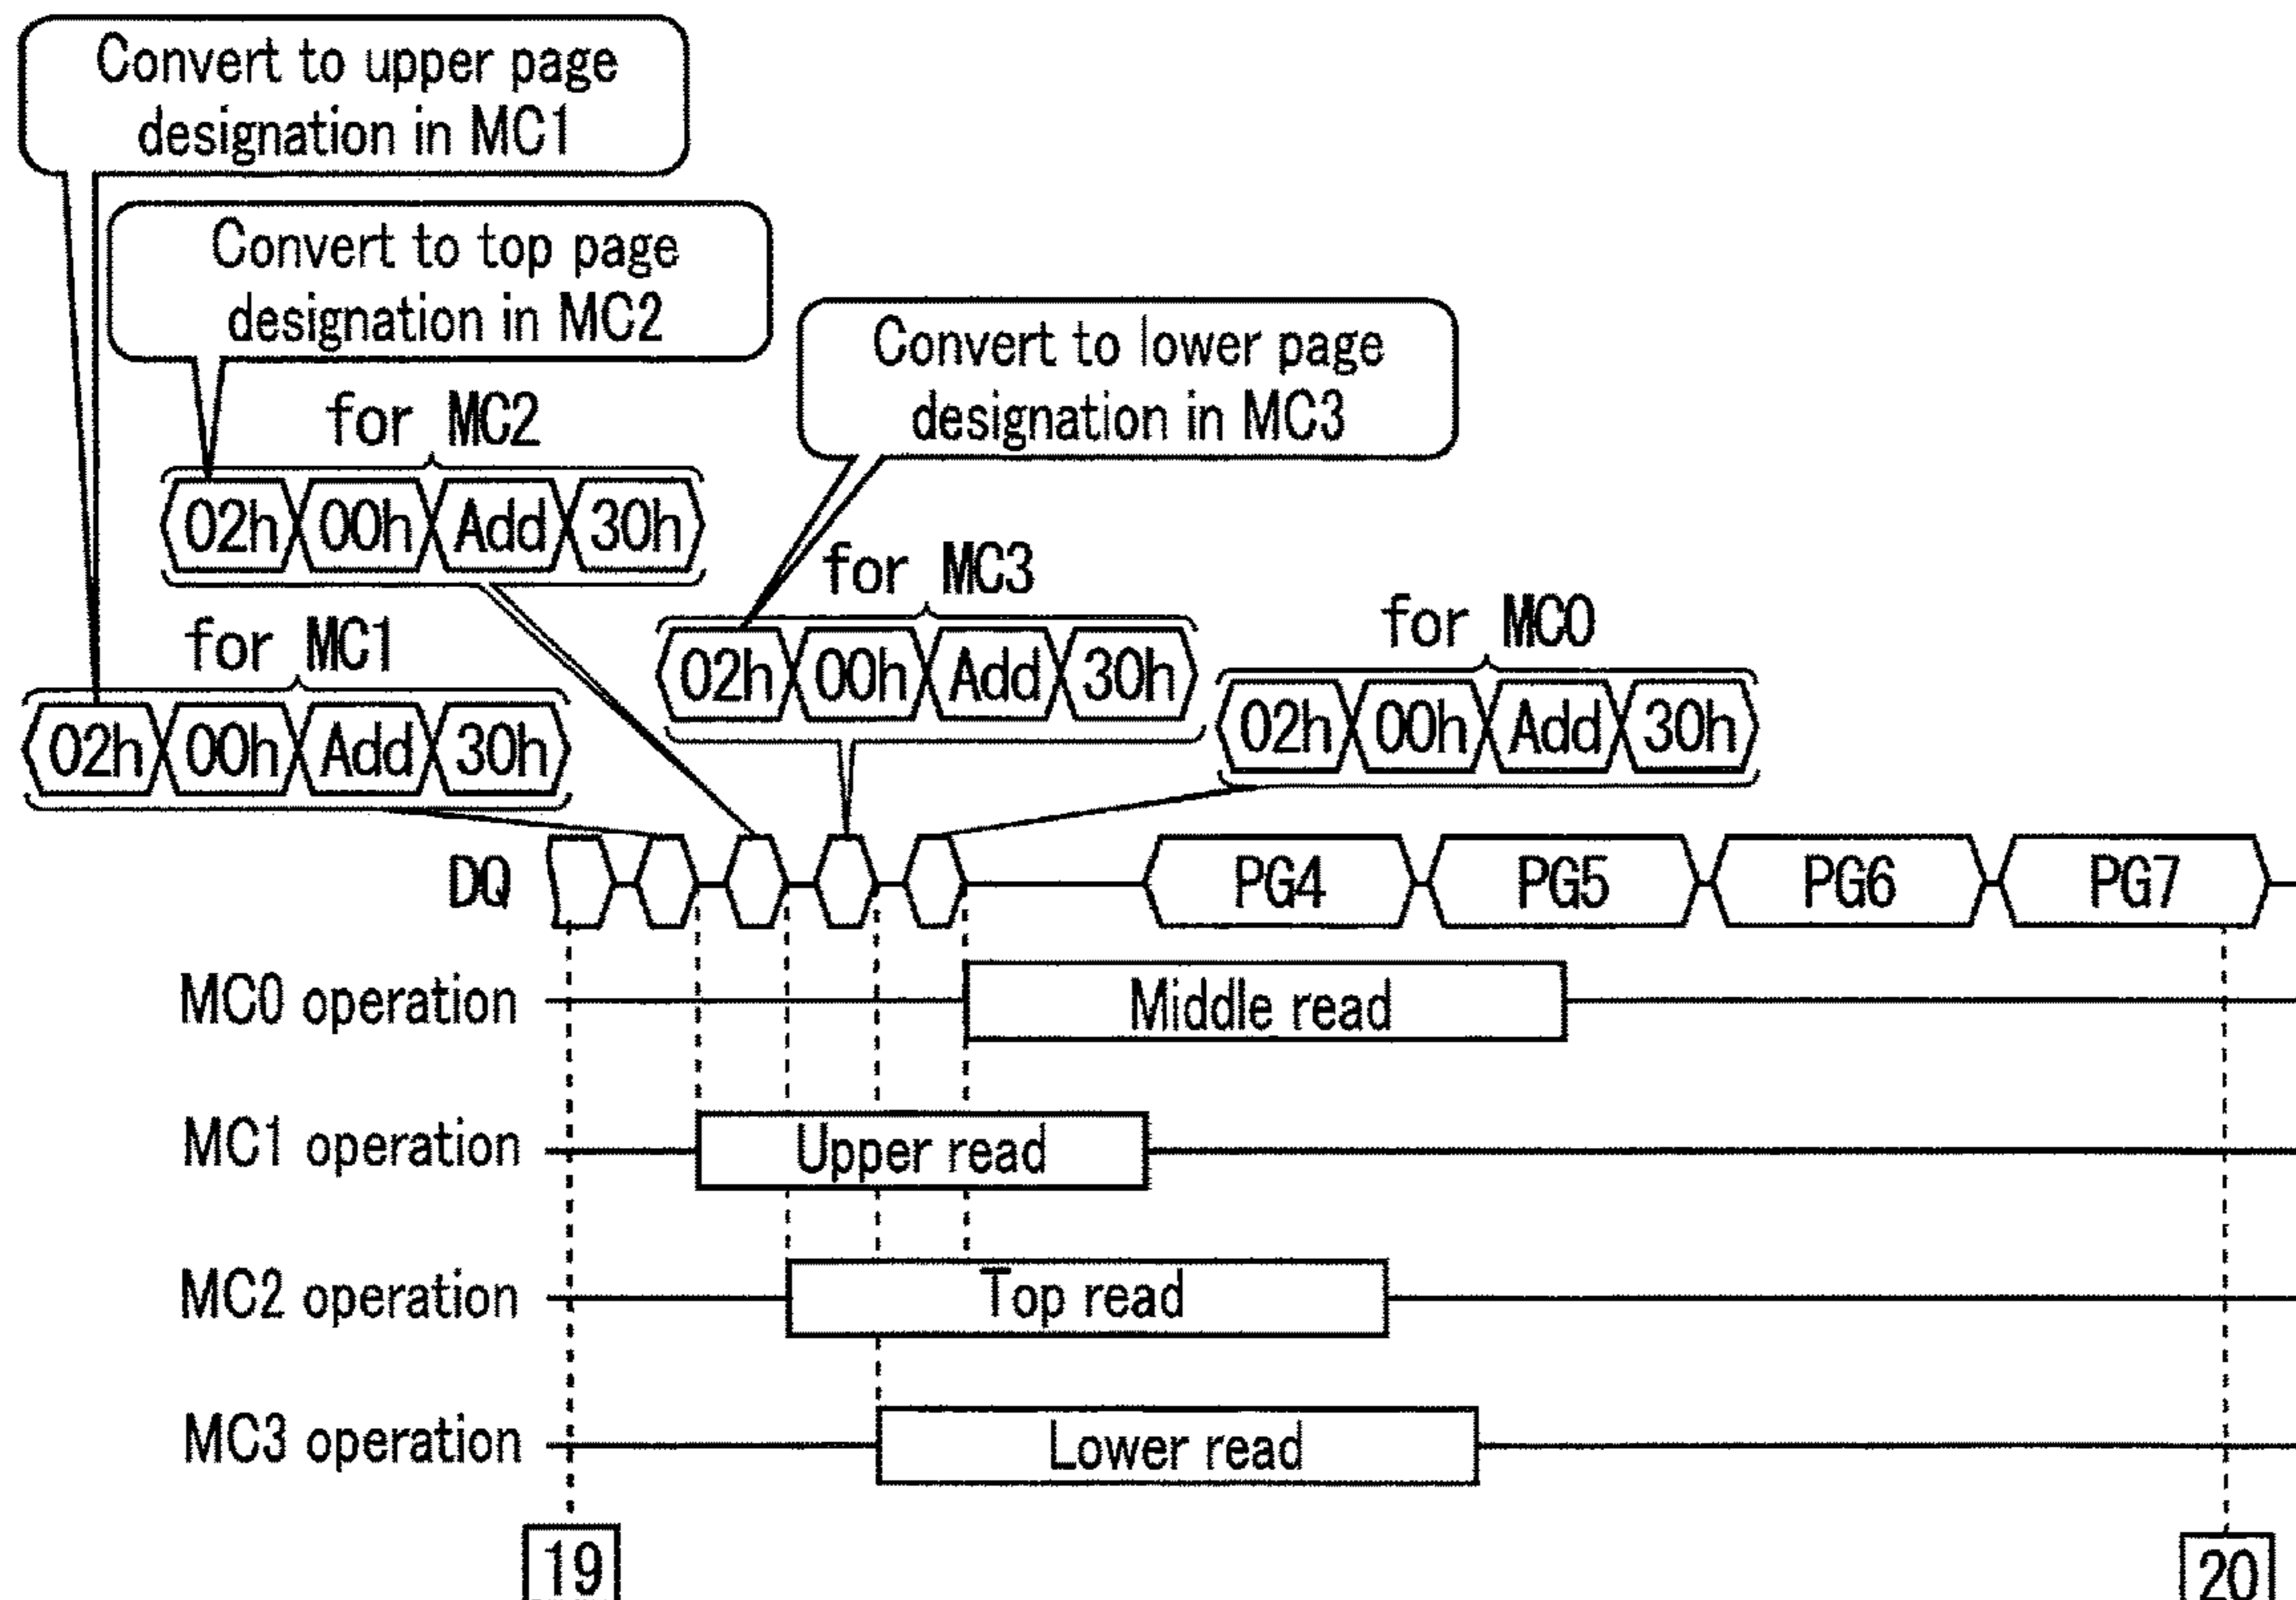 Convert to upper page
designation in MC1
Convert to top page
designation in MC2
Convert to lower page
designation in MC3
for MC2
02h 00h Add 30h
for MC3
02h 00h Add 30h
for MC0
02h 00h Add 30h
for MC1
02h 00h Add 30h
DQ PG4 PG5 PG6 PG7
MC0 operation Middle read
MC1 operation Upper read
MC2 operation Top read
MC3 operation Lower read
19 20